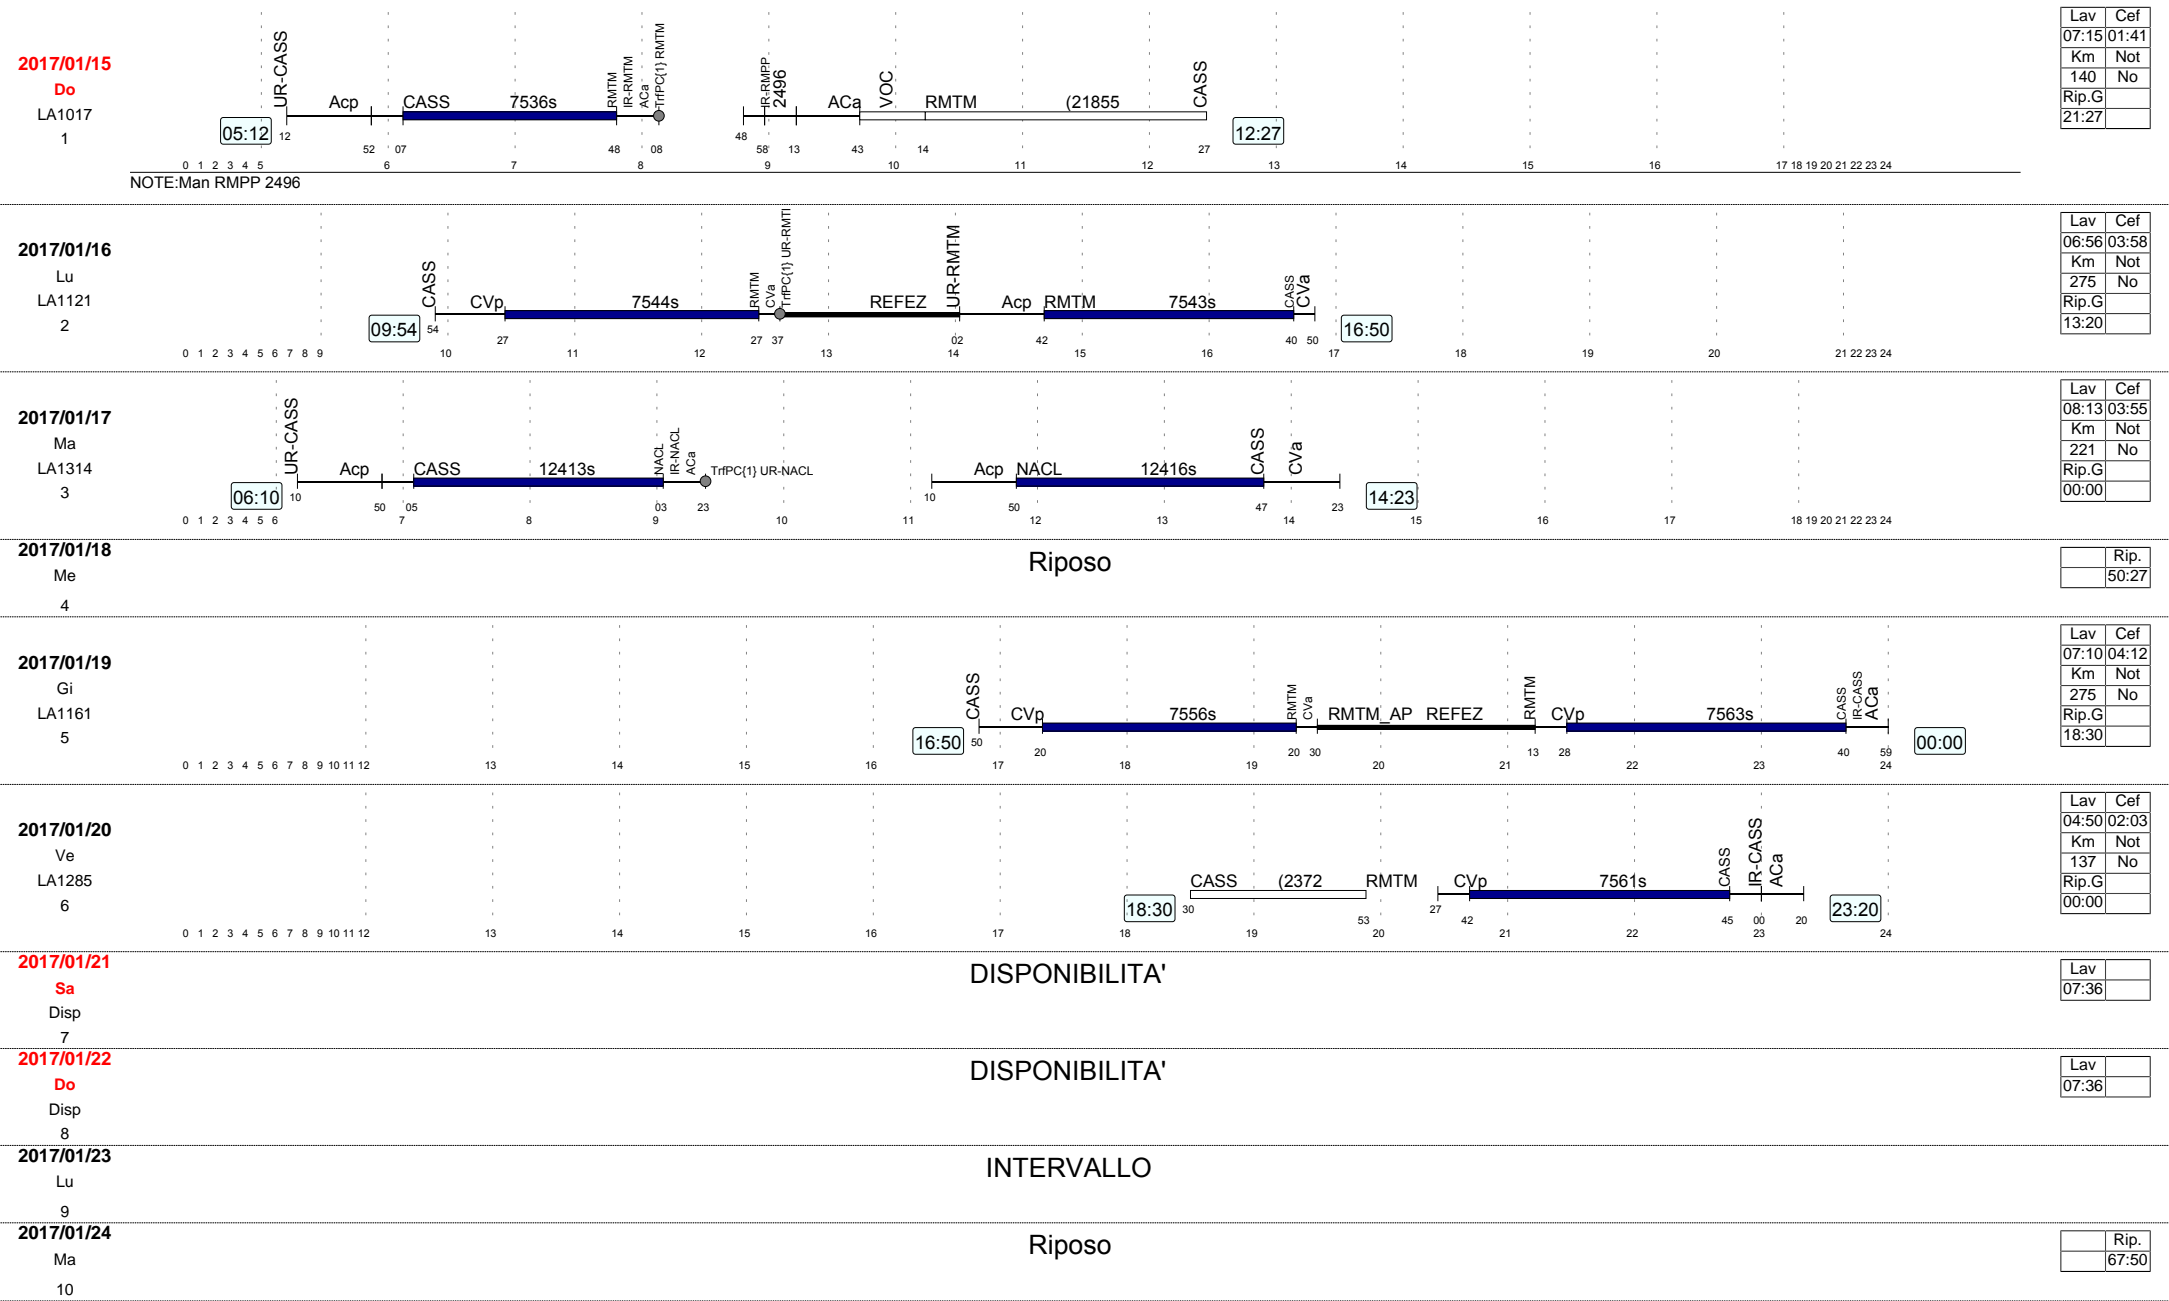 2017/01/15
Do
LA1017
1
05:12
UR-CASS Acp CASS 7536s RMTM IR-RMTM ACa TrfPC{1} RMTM IR-RMPP 2496 ACa VOC RMTM (21855 CASS
12:27
12 52 07 48 08 48 58 13 43 14 27
0 1 2 3 4 5 6 7 8 9 10 11 12 13 14 15 16 17 18 19 20 21 22 23 24
NOTE:Man RMPP 2496
Lav Cef
07:15 01:41
Km Not
140 No
Rip.G
21:27
2017/01/16
Lu
LA1121
2
09:54
CASS CVp 7544s RMTM CVa TrfPC{1} UR-RMTI REFEZ UR-RMTM Acp RMTM 7543s CASS CVa
16:50
54 27 27 37 02 42 40 50
0 1 2 3 4 5 6 7 8 9 10 11 12 13 14 15 16 17 18 19 20 21 22 23 24
Lav Cef
06:56 03:58
Km Not
275 No
Rip.G
13:20
2017/01/17
Ma
LA1314
3
06:10
UR-CASS Acp CASS 12413s NACL IR-NACL ACa TrfPC{1} UR-NACL Acp NACL 12416s CASS CVa
14:23
10 50 05 03 23 10 50 47 23
0 1 2 3 4 5 6 7 8 9 10 11 12 13 14 15 16 17 18 19 20 21 22 23 24
Lav Cef
08:13 03:55
Km Not
221 No
Rip.G
00:00
2017/01/18
Me
4
Riposo
Rip.
50:27
2017/01/19
Gi
LA1161
5
16:50
CASS CVp 7556s RMTM CVa RMTM_AP REFEZ RMTM CVp 7563s CASS IR-CASS ACa
00:00
50 20 20 30 13 28 40 59
0 1 2 3 4 5 6 7 8 9 10 11 12 13 14 15 16 17 18 19 20 21 22 23 24
Lav Cef
07:10 04:12
Km Not
275 No
Rip.G
18:30
2017/01/20
Ve
LA1285
6
18:30
CASS (2372 RMTM CVp 7561s CASS IR-CASS ACa
23:20
30 53 27 42 45 00 20
0 1 2 3 4 5 6 7 8 9 10 11 12 13 14 15 16 17 18 19 20 21 22 23 24
Lav Cef
04:50 02:03
Km Not
137 No
Rip.G
00:00
2017/01/21
Sa
Disp
7
DISPONIBILITA'
Lav
07:36
2017/01/22
Do
Disp
8
DISPONIBILITA'
Lav
07:36
2017/01/23
Lu
9
INTERVALLO
2017/01/24
Ma
10
Riposo
Rip.
67:50